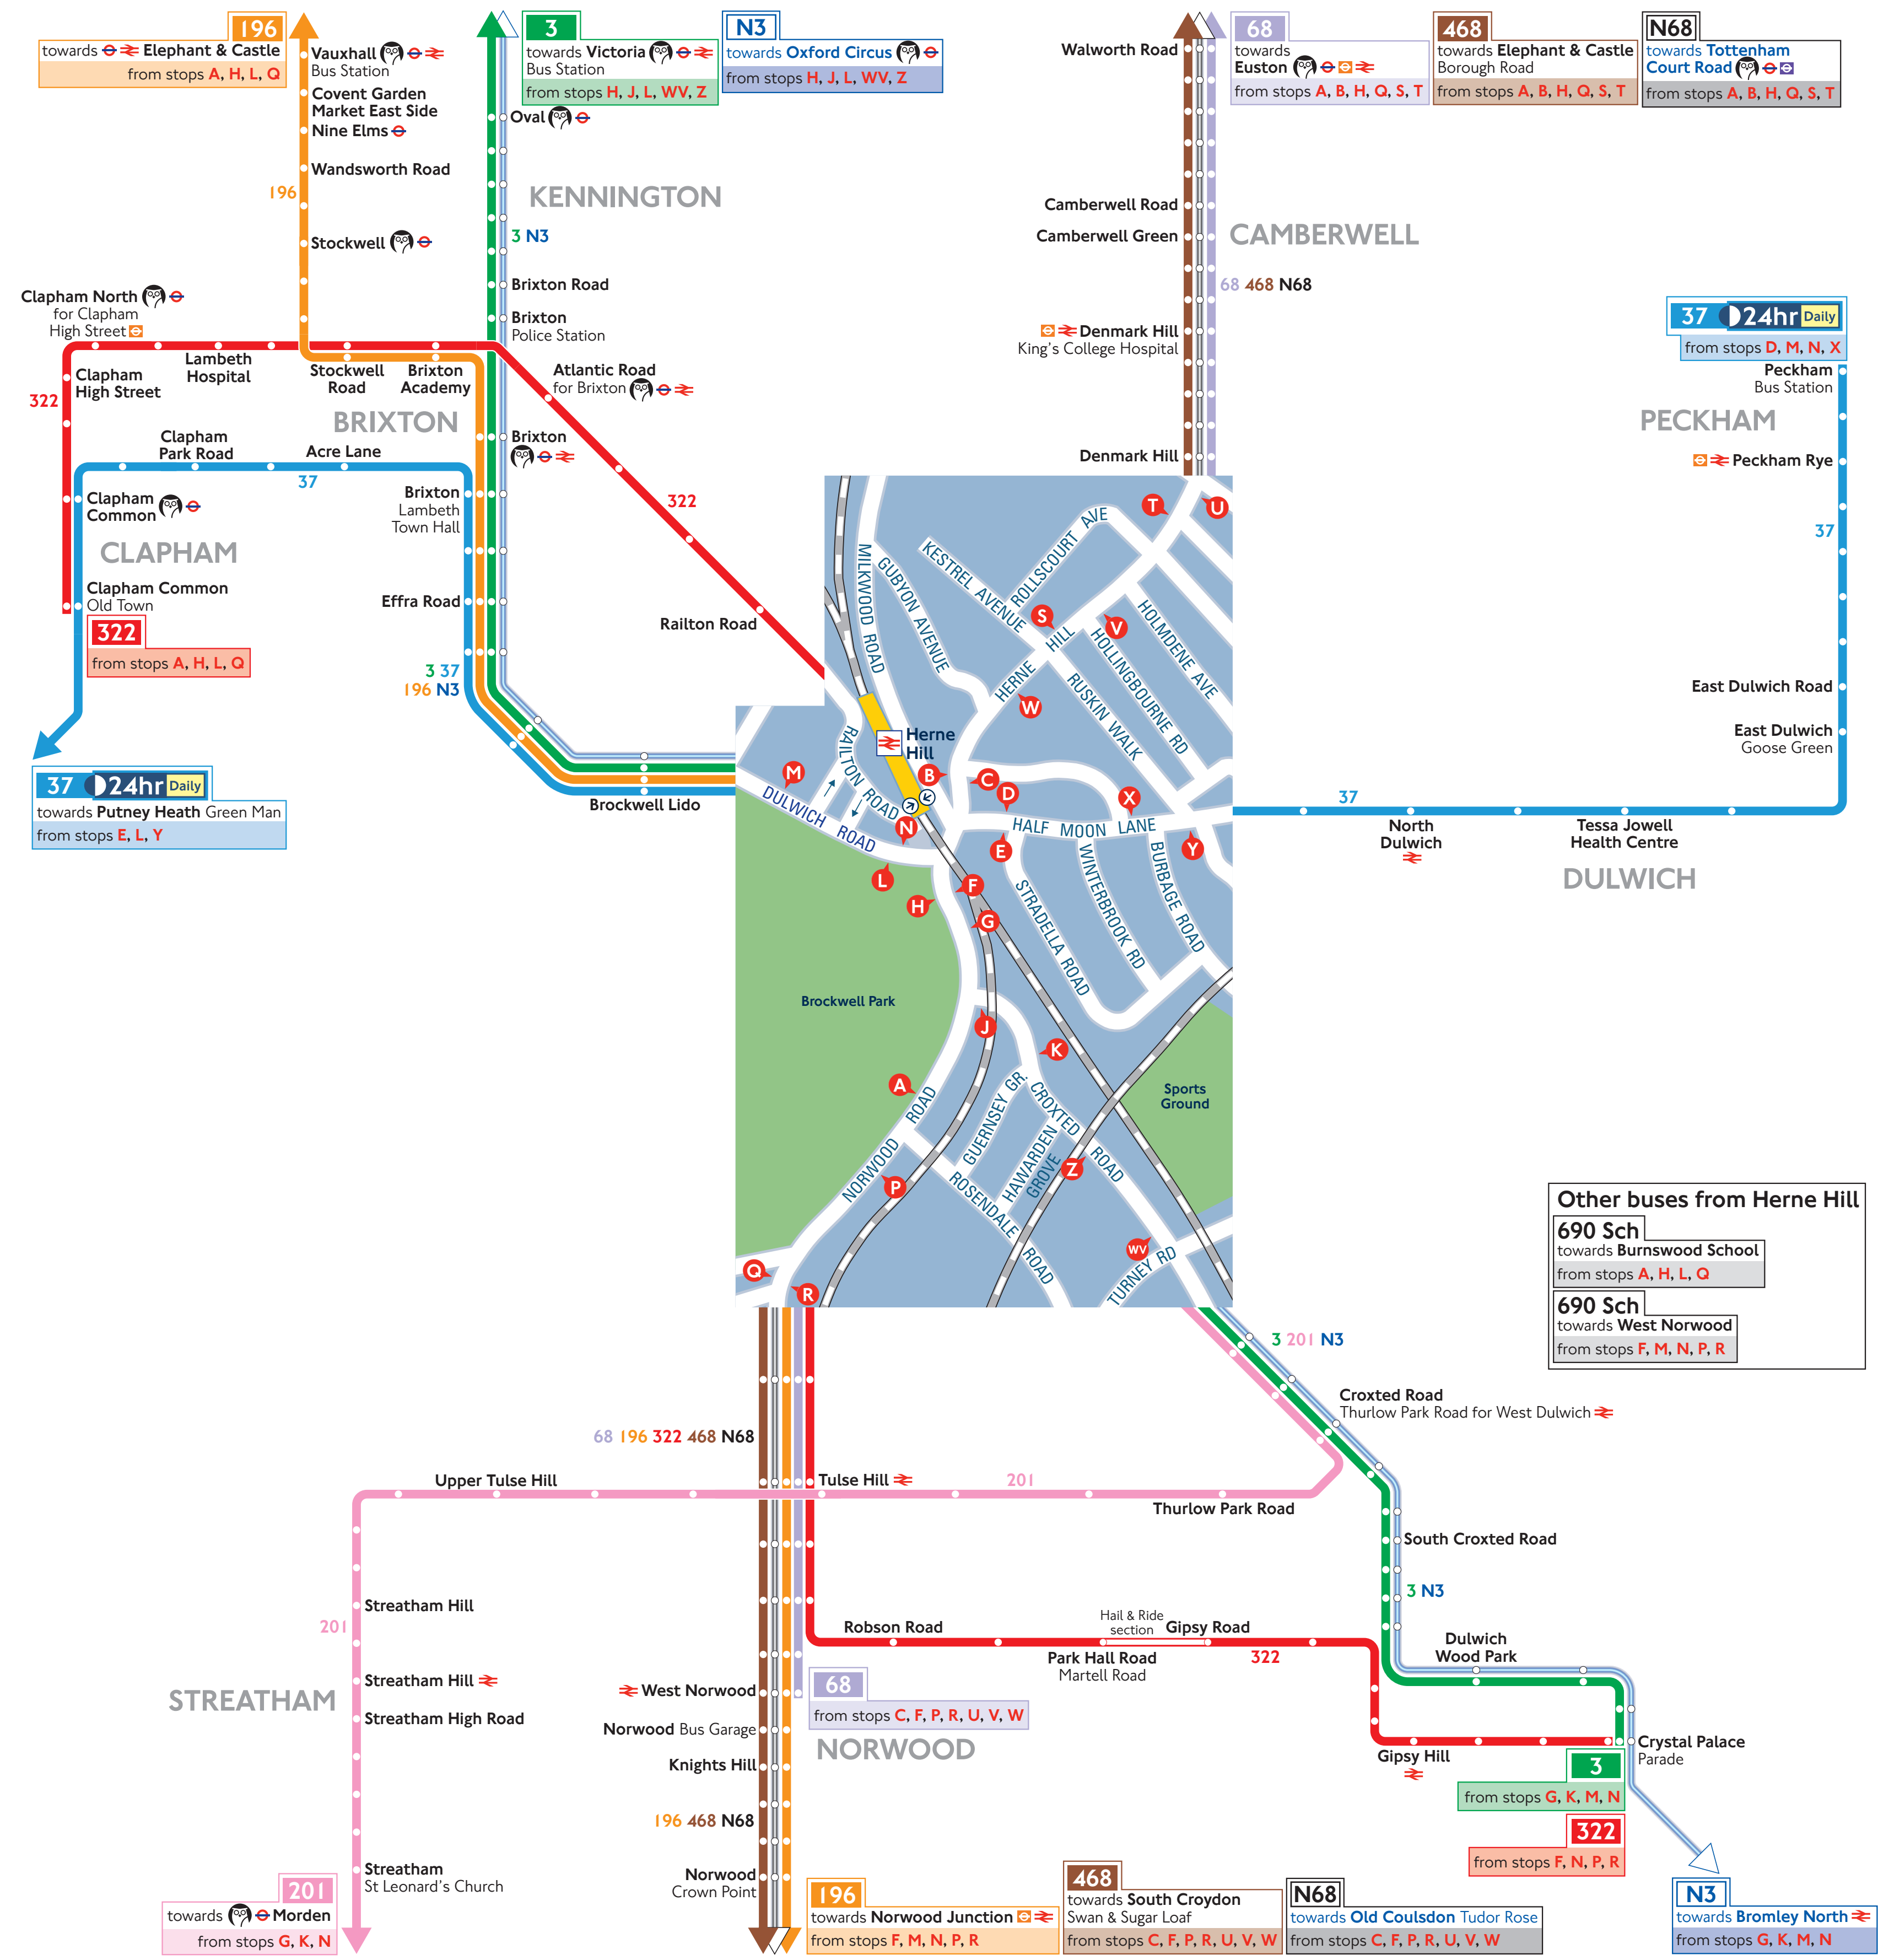 196
towards Elephant & Castle
from stops A, H, L, Q
Vauxhall
Bus Station
Covent Garden
Market East Side
Nine Elms
Wandsworth Road
196
Stockwell
3
towards Victoria
Bus Station
from stops H, J, L, WV, Z
N3
towards Oxford Circus
from stops H, J, L, WV, Z
Oval
KENNINGTON
3 N3
Brixton Road
Brixton
Police Station
Walworth Road
68
towards
Euston
from stops A, B, H, Q, S, T
468
towards Elephant & Castle
Borough Road
from stops A, B, H, Q, S, T
N68
towards Tottenham
Court Road
from stops A, B, H, Q, S, T
Camberwell Road
Camberwell Green
CAMBERWELL
68 468 N68
Denmark Hill
King's College Hospital
Denmark Hill
Clapham North
for Clapham
High Street
Lambeth
Hospital
Stockwell
Road
Brixton
Academy
Clapham
High Street
322
BRIXTON
Atlantic Road
for Brixton
Brixton
322
Clapham
Park Road
Acre Lane
37
Clapham
Common
CLAPHAM
Brixton
Lambeth
Town Hall
Clapham Common
Old Town
322
from stops A, H, L, Q
Effra Road
Railton Road
3 37
196 N3
37 24hr Daily
towards Putney Heath Green Man
from stops E, L, Y
Brockwell Lido
37 24hr Daily
from stops D, M, N, X
Peckham
Bus Station
PECKHAM
Peckham Rye
37
East Dulwich Road
East Dulwich
Goose Green
37
North
Dulwich
Tessa Jowell
Health Centre
DULWICH
T
U
MILKWOOD ROAD
GUBYON AVENUE
KESTREL AVENUE
ROLLSCOURT AVE
S
V
HERNE HILL
HOLLINGBOURNE RD
HOLMDENE AVE
RUSKIN WALK
W
Herne
Hill
RAILTON ROAD
M
B
C
D
X
DULWICH ROAD
N
HALF MOON LANE
E
Y
L
H
F
G
STRADELLA ROAD
WINTERBROOK RD
BURBAGE ROAD
Brockwell Park
J
K
A
Sports
Ground
NORWOOD ROAD
GUERNSEY GR.
CROXTED ROAD
HAWARDEN GROVE
Z
P
ROSENDALE ROAD
WV
TURNEY RD
Q
R
Other buses from Herne Hill
690 Sch
towards Burnswood School
from stops A, H, L, Q
690 Sch
towards West Norwood
from stops F, M, N, P, R
3 201 N3
Croxted Road
Thurlow Park Road for West Dulwich
68 196 322 468 N68
Upper Tulse Hill
Tulse Hill
201
Thurlow Park Road
South Croxted Road
3 N3
Streatham Hill
201
Robson Road
Hail & Ride
section
Gipsy Road
Park Hall Road
Martell Road
322
Dulwich
Wood Park
Streatham Hill
STREATHAM
Streatham High Road
West Norwood
68
from stops C, F, P, R, U, V, W
Norwood Bus Garage
NORWOOD
Knights Hill
Gipsy Hill
Crystal Palace
Parade
3
from stops G, K, M, N
322
from stops F, N, P, R
196 468 N68
Streatham
St Leonard's Church
201
towards Morden
from stops G, K, N
Norwood
Crown Point
196
towards Norwood Junction
from stops F, M, N, P, R
468
towards South Croydon
Swan & Sugar Loaf
from stops C, F, P, R, U, V, W
N68
towards Old Coulsdon Tudor Rose
from stops C, F, P, R, U, V, W
N3
towards Bromley North
from stops G, K, M, N